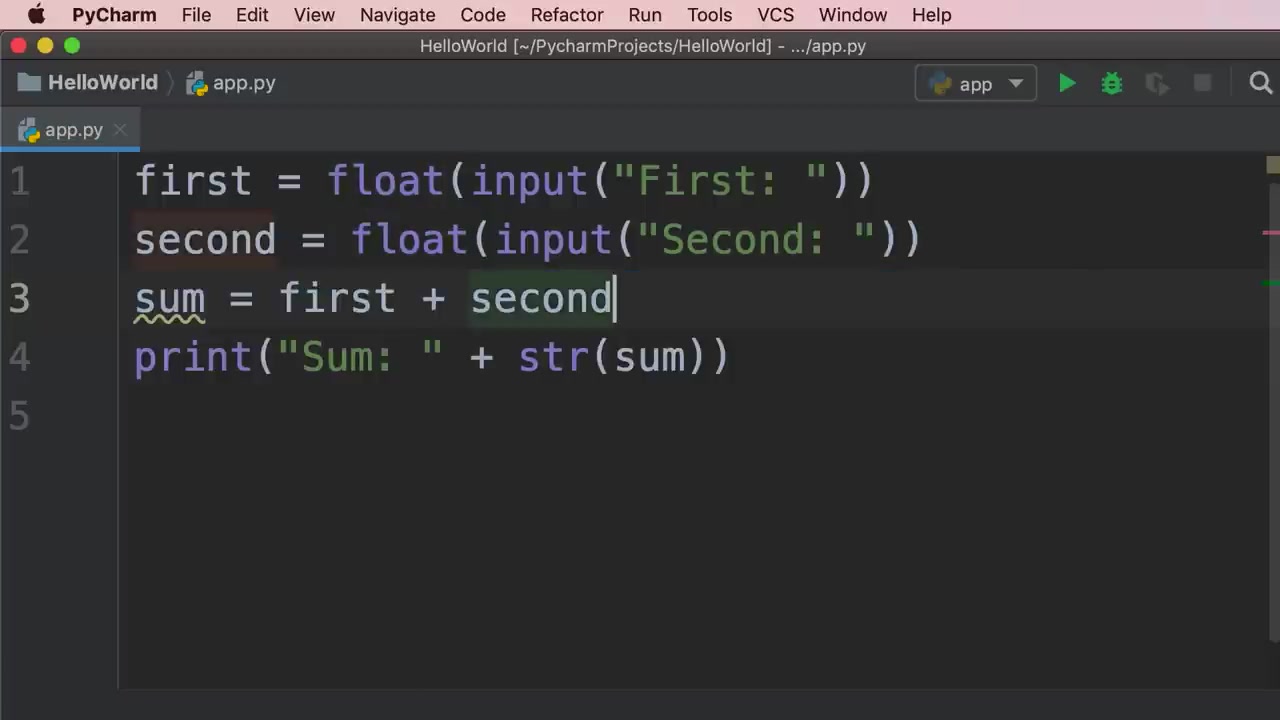 PyCharm File Edit View Navigate Code Refactor Run Tools VCS Window Help
HelloWorld [~/PycharmProjects/HelloWorld] - .../app.py
HelloWorld app.py app
app.py
1 first = float(input("First: "))
2 second = float(input("Second: "))
3 sum = first + second
4 print("Sum: " + str(sum))
5